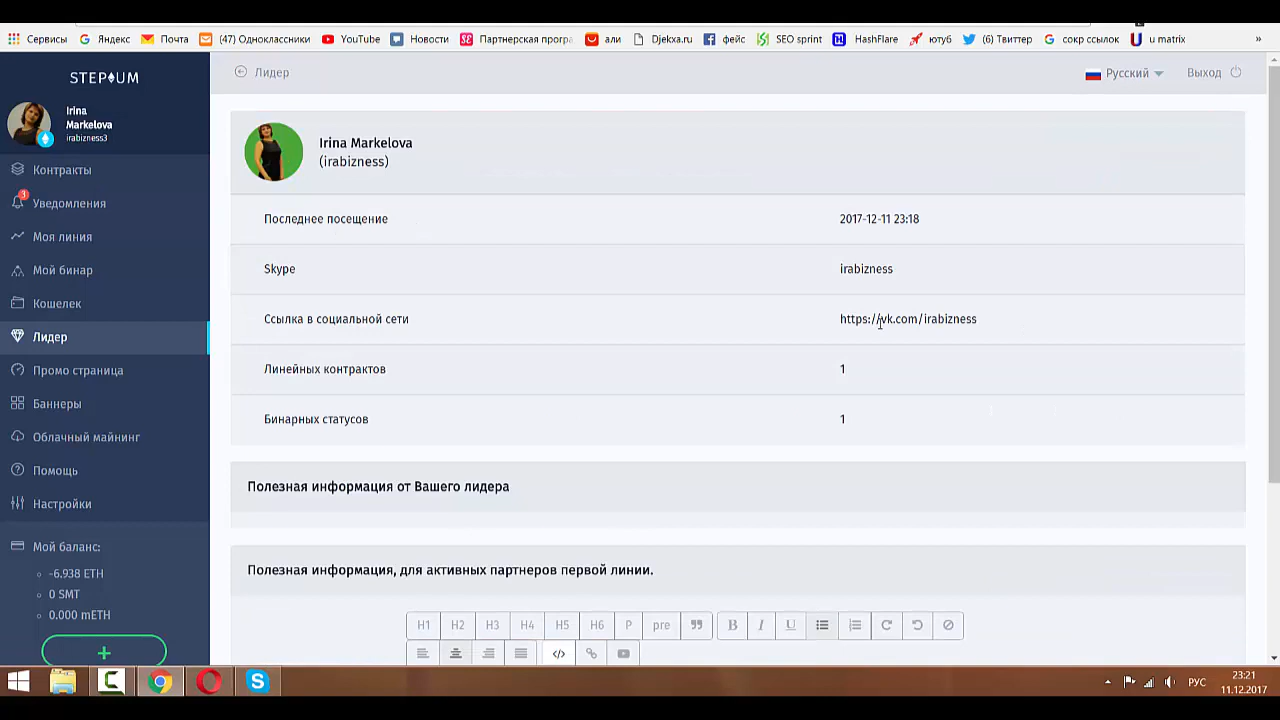 Сервисы Яндекс Почта (47) Одноклассники YouTube Новости Партнерская прогр али Djekxa.ru фейс SEO sprint HashFlare ютуб (6) Твиттер сокр ссылок u matrix »
STEPIUM
Irina
Markelova
irabizness3
Контракты
3
Уведомления
Моя линия
Мой бинар
Кошелек
Лидер
Промо страница
Баннеры
Облачный майнинг
Помощь
Настройки
Мой баланс:
-6.938 ETH
0 SMT
0.000 mETH
+
Лидер
Русский
Выход
Irina Markelova
(irabizness)
Последнее посещение 2017-12-11 23:18
Skype irabizness
Ссылка в социальной сети https://vk.com/irabizness
Линейных контрактов 1
Бинарных статусов 1
Полезная информация от Вашего лидера
Полезная информация, для активных партнеров первой линии.
H1 H2 H3 H4 H5 H6 P pre B I U
РУС
23:21
11.12.2017